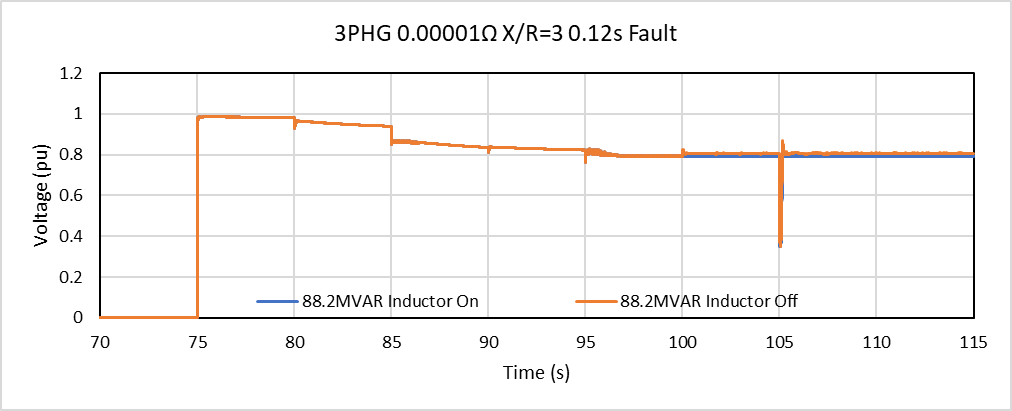 3PHG 0.00001Ω X/R=3 0.12s Fault
1.2
1
0.8
0.6
0.4
0.2
0
Voltage (pu)
88.2MVAR Inductor On
88.2MVAR Inductor Off
70 75 80 85 90 95 100 105 110 115
Time (s)